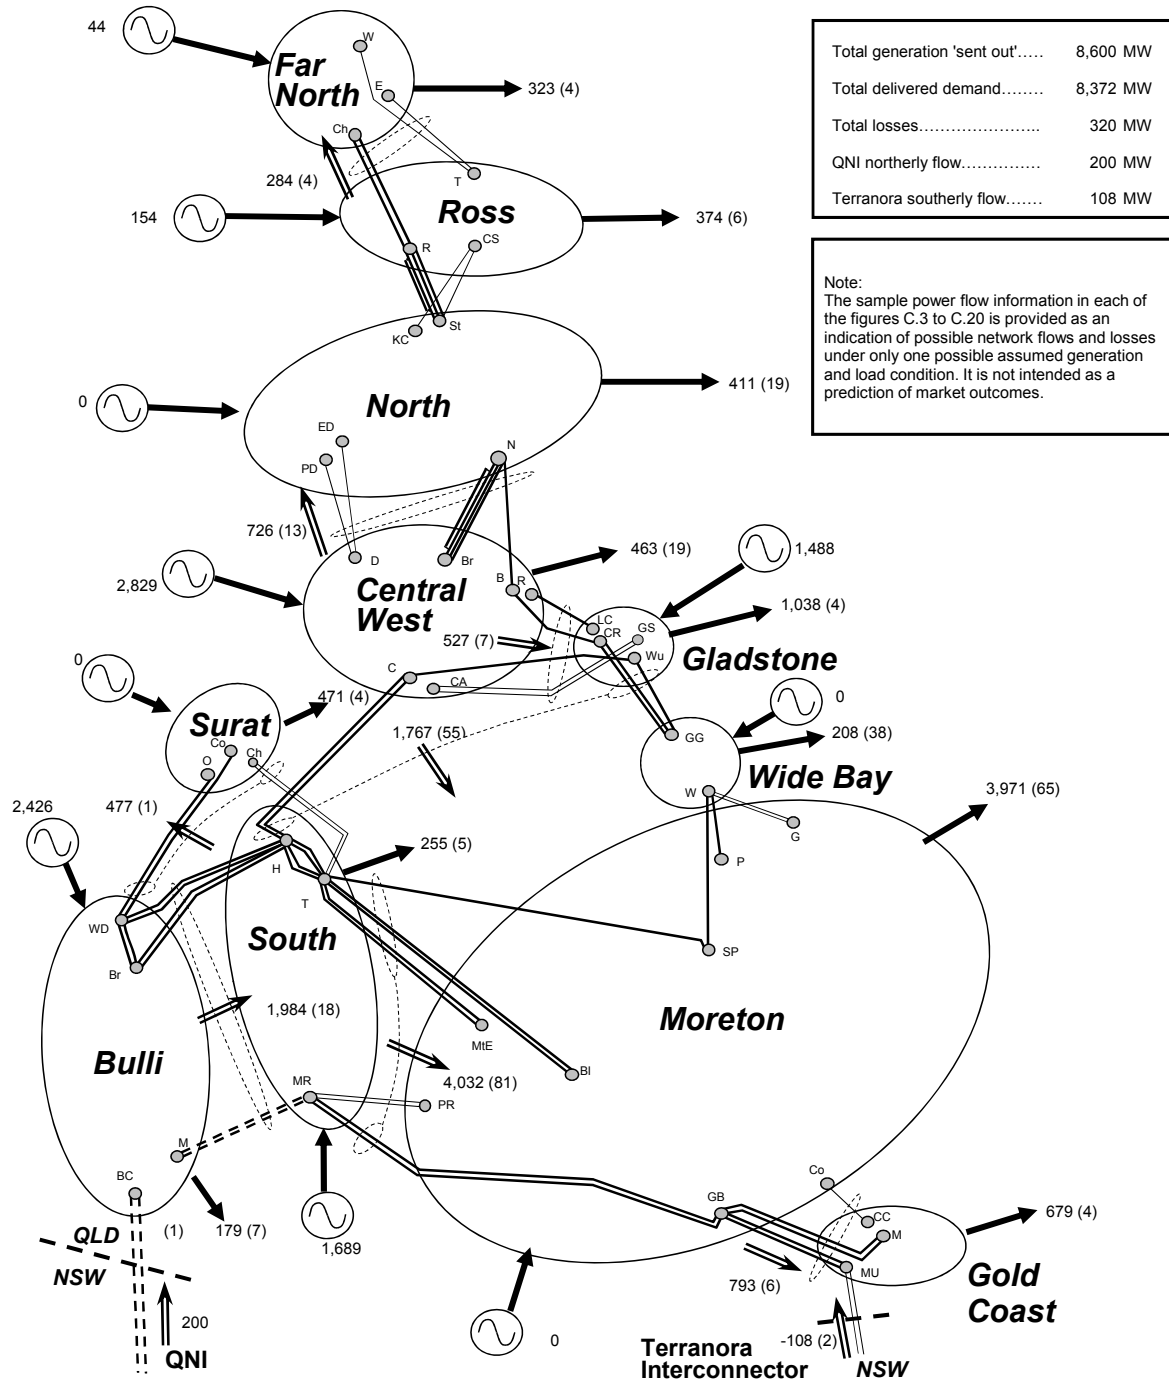 44
W
Far
North
E
323 (4)
Ch
284 (4)
T
154
Ross
374 (6)
R
CS
St
KC
0
North
411 (19)
ED
PD
N
726 (13)
D
Br
463 (19)
1,488
2,829
Central
West
B
R
1,038 (4)
LC
CR
GS
Wu
527 (7)
Gladstone
C
CA
0
471 (4)
Surat
Co
O
Ch
1,767 (55)
0
GG
208 (38)
Wide Bay
W
3,971 (65)
2,426
477 (1)
G
P
255 (5)
H
T
WD
South
SP
Br
1,984 (18)
Moreton
MtE
Bulli
BI
4,032 (81)
MR
PR
M
BC
Co
GB
CC
679 (4)
M
(1)
179 (7)
QLD
NSW
1,689
MU
793 (6)
Gold
Coast
200
QNI
0
-108 (2)
Terranora
Interconnector
NSW
Total generation 'sent out'..... 8,600 MW
Total delivered demand........ 8,372 MW
Total losses...................... 320 MW
QNI northerly flow............... 200 MW
Terranora southerly flow....... 108 MW
Note:
The sample power flow information in each of
the figures C.3 to C.20 is provided as an
indication of possible network flows and losses
under only one possible assumed generation
and load condition. It is not intended as a
prediction of market outcomes.